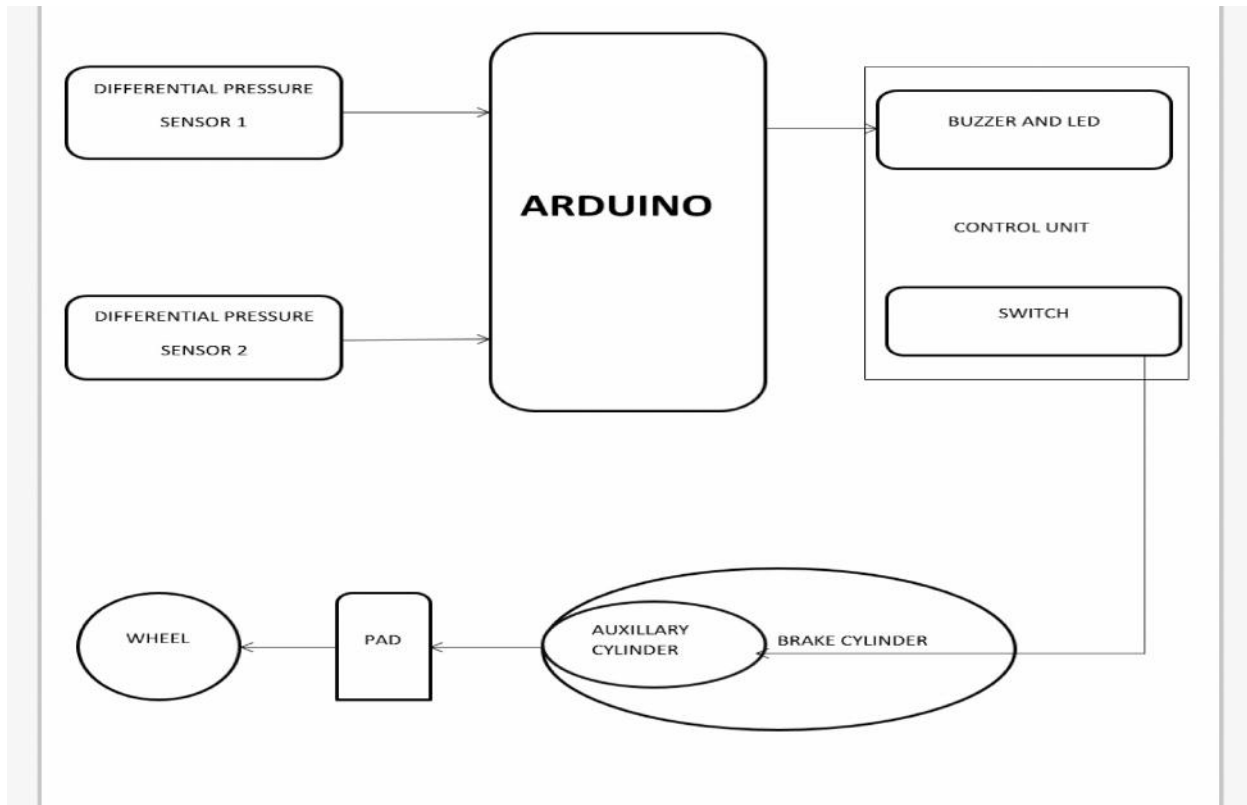 DIFFERENTIAL PRESSURE
SENSOR 1
ARDUINO
BUZZER AND LED
CONTROL UNIT
DIFFERENTIAL PRESSURE
SENSOR 2
SWITCH
WHEEL
PAD
AUXILLARY
CYLINDER
BRAKE CYLINDER